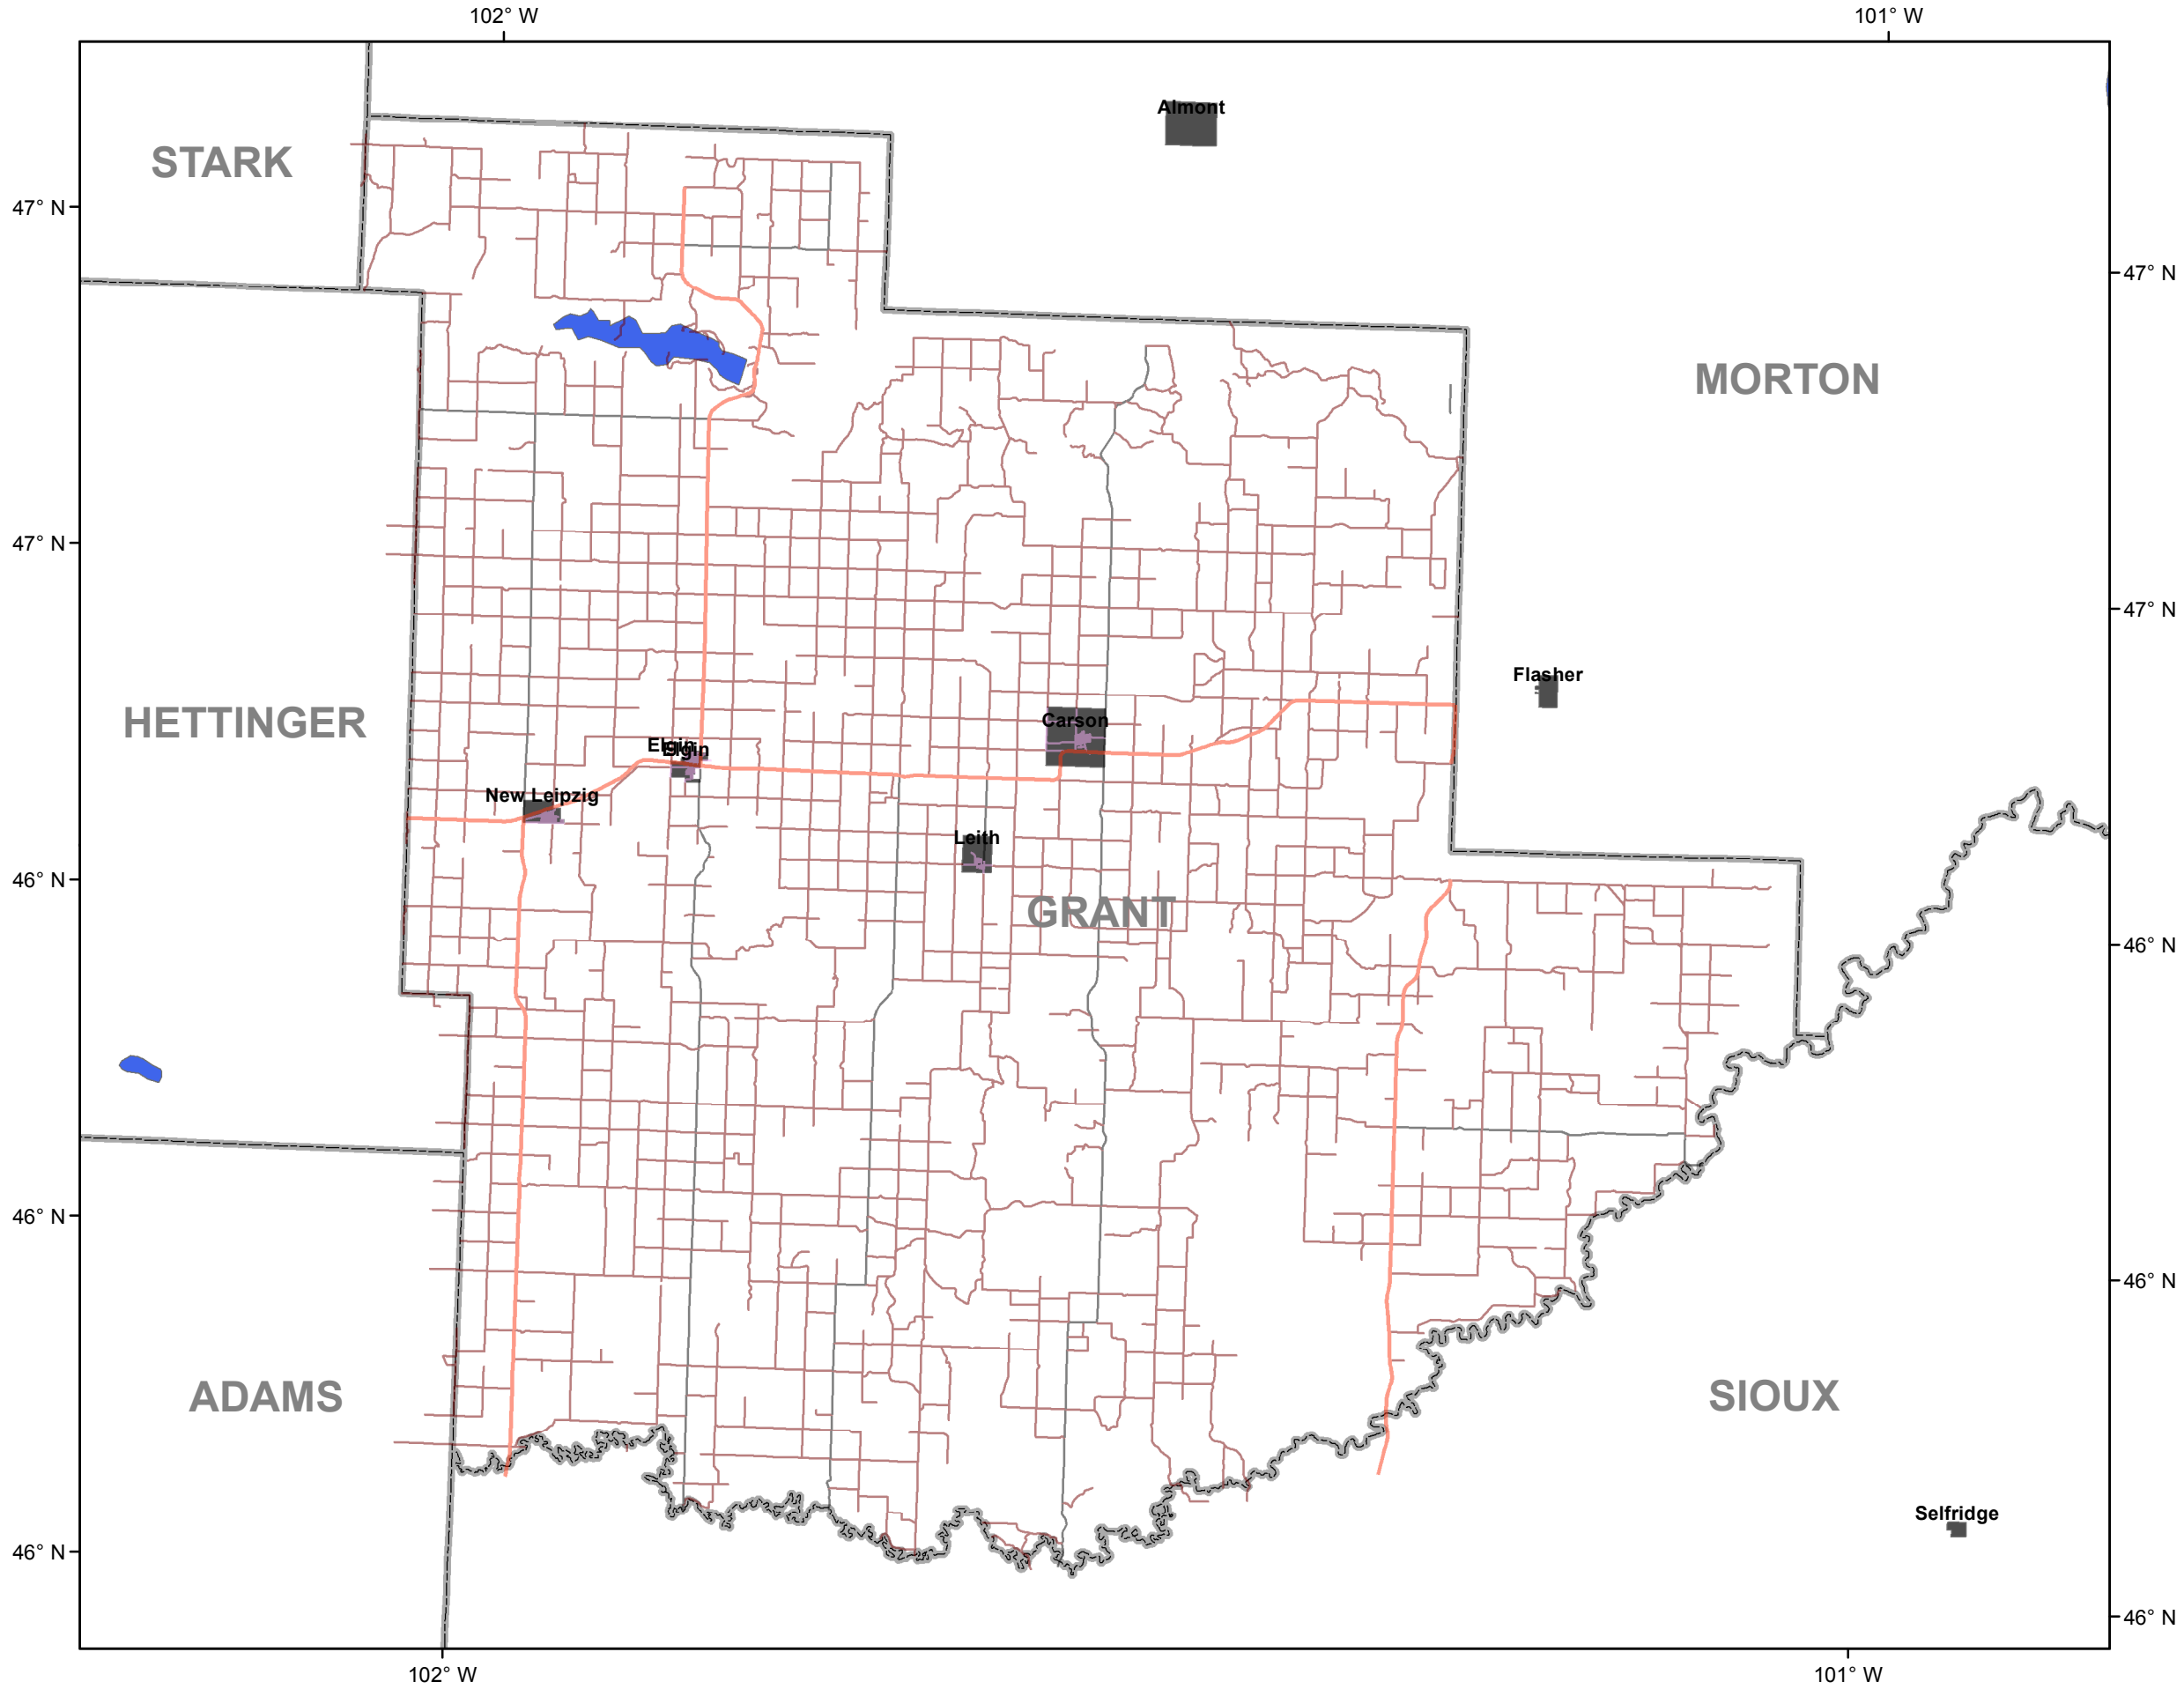 102° W
101° W
Almont
STARK
47° N
47° N
MORTON
47° N
47° N
Flasher
HETTINGER
Carson
Elgin
Elgin
New Leipzig
Leith
46° N
GRANT
46° N
46° N
46° N
ADAMS
SIOUX
Selfridge
46° N
46° N
102° W
101° W